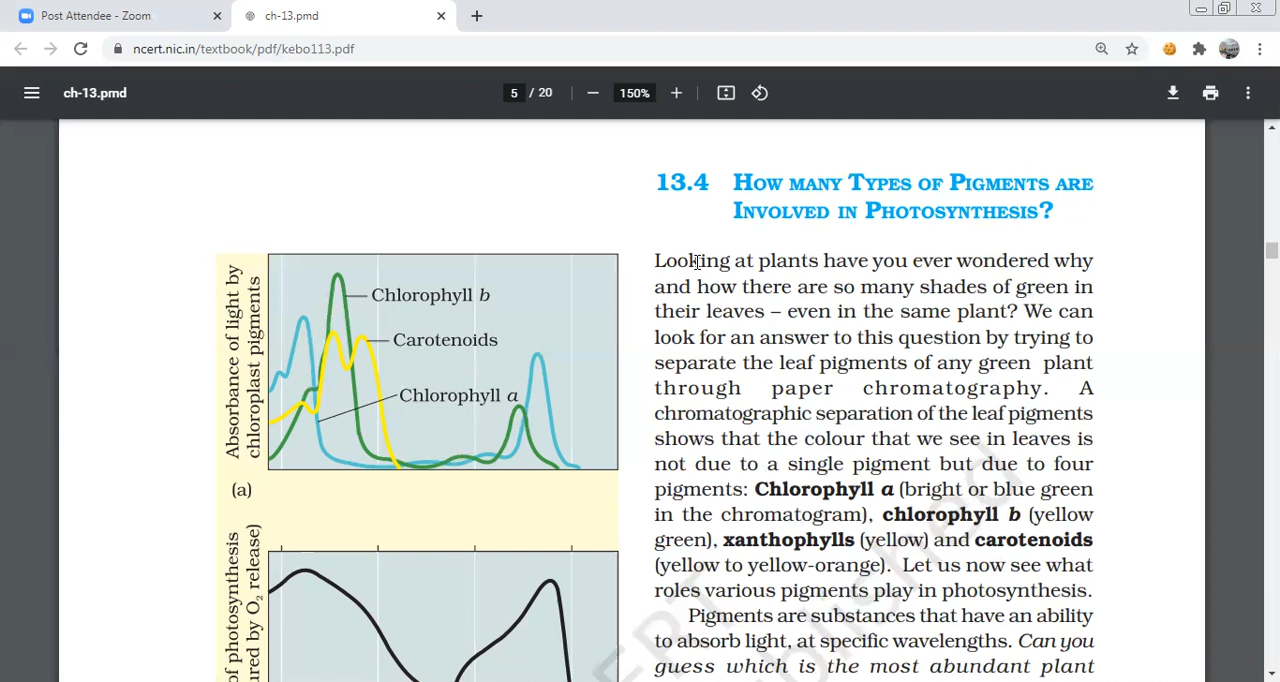 Post Attendee - Zoom
ch-13.pmd
ncert.nic.in/textbook/pdf/kebo113.pdf
ch-13.pmd
5 / 20
150%
13.4 HOW MANY TYPES OF PIGMENTS ARE
INVOLVED IN PHOTOSYNTHESIS?
Absorbance of light by
chloroplast pigments
Chlorophyll b
Carotenoids
Chlorophyll a
(a)
of photosynthesis
ured by O2 release)
Looking at plants have you ever wondered why
and how there are so many shades of green in
their leaves – even in the same plant? We can
look for an answer to this question by trying to
separate the leaf pigments of any green plant
through paper chromatography. A
chromatographic separation of the leaf pigments
shows that the colour that we see in leaves is
not due to a single pigment but due to four
pigments: Chlorophyll a (bright or blue green
in the chromatogram), chlorophyll b (yellow
green), xanthophylls (yellow) and carotenoids
(yellow to yellow-orange). Let us now see what
roles various pigments play in photosynthesis.
Pigments are substances that have an ability
to absorb light, at specific wavelengths. Can you
guess which is the most abundant plant